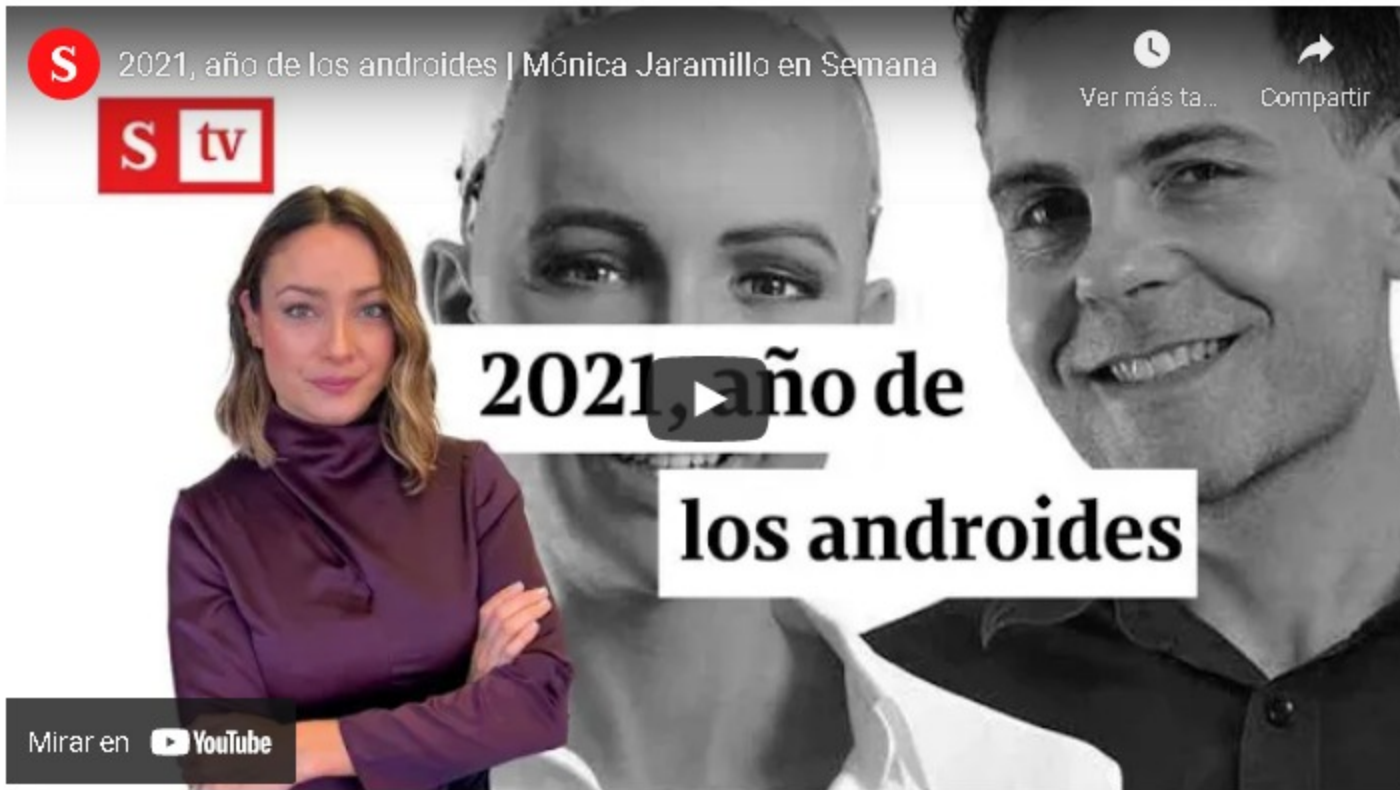 S
2021, año de los androides | Mónica Jaramillo en Semana
Ver más ta...
Compartir
S tv
2021, año de
los androides
Mirar en YouTube